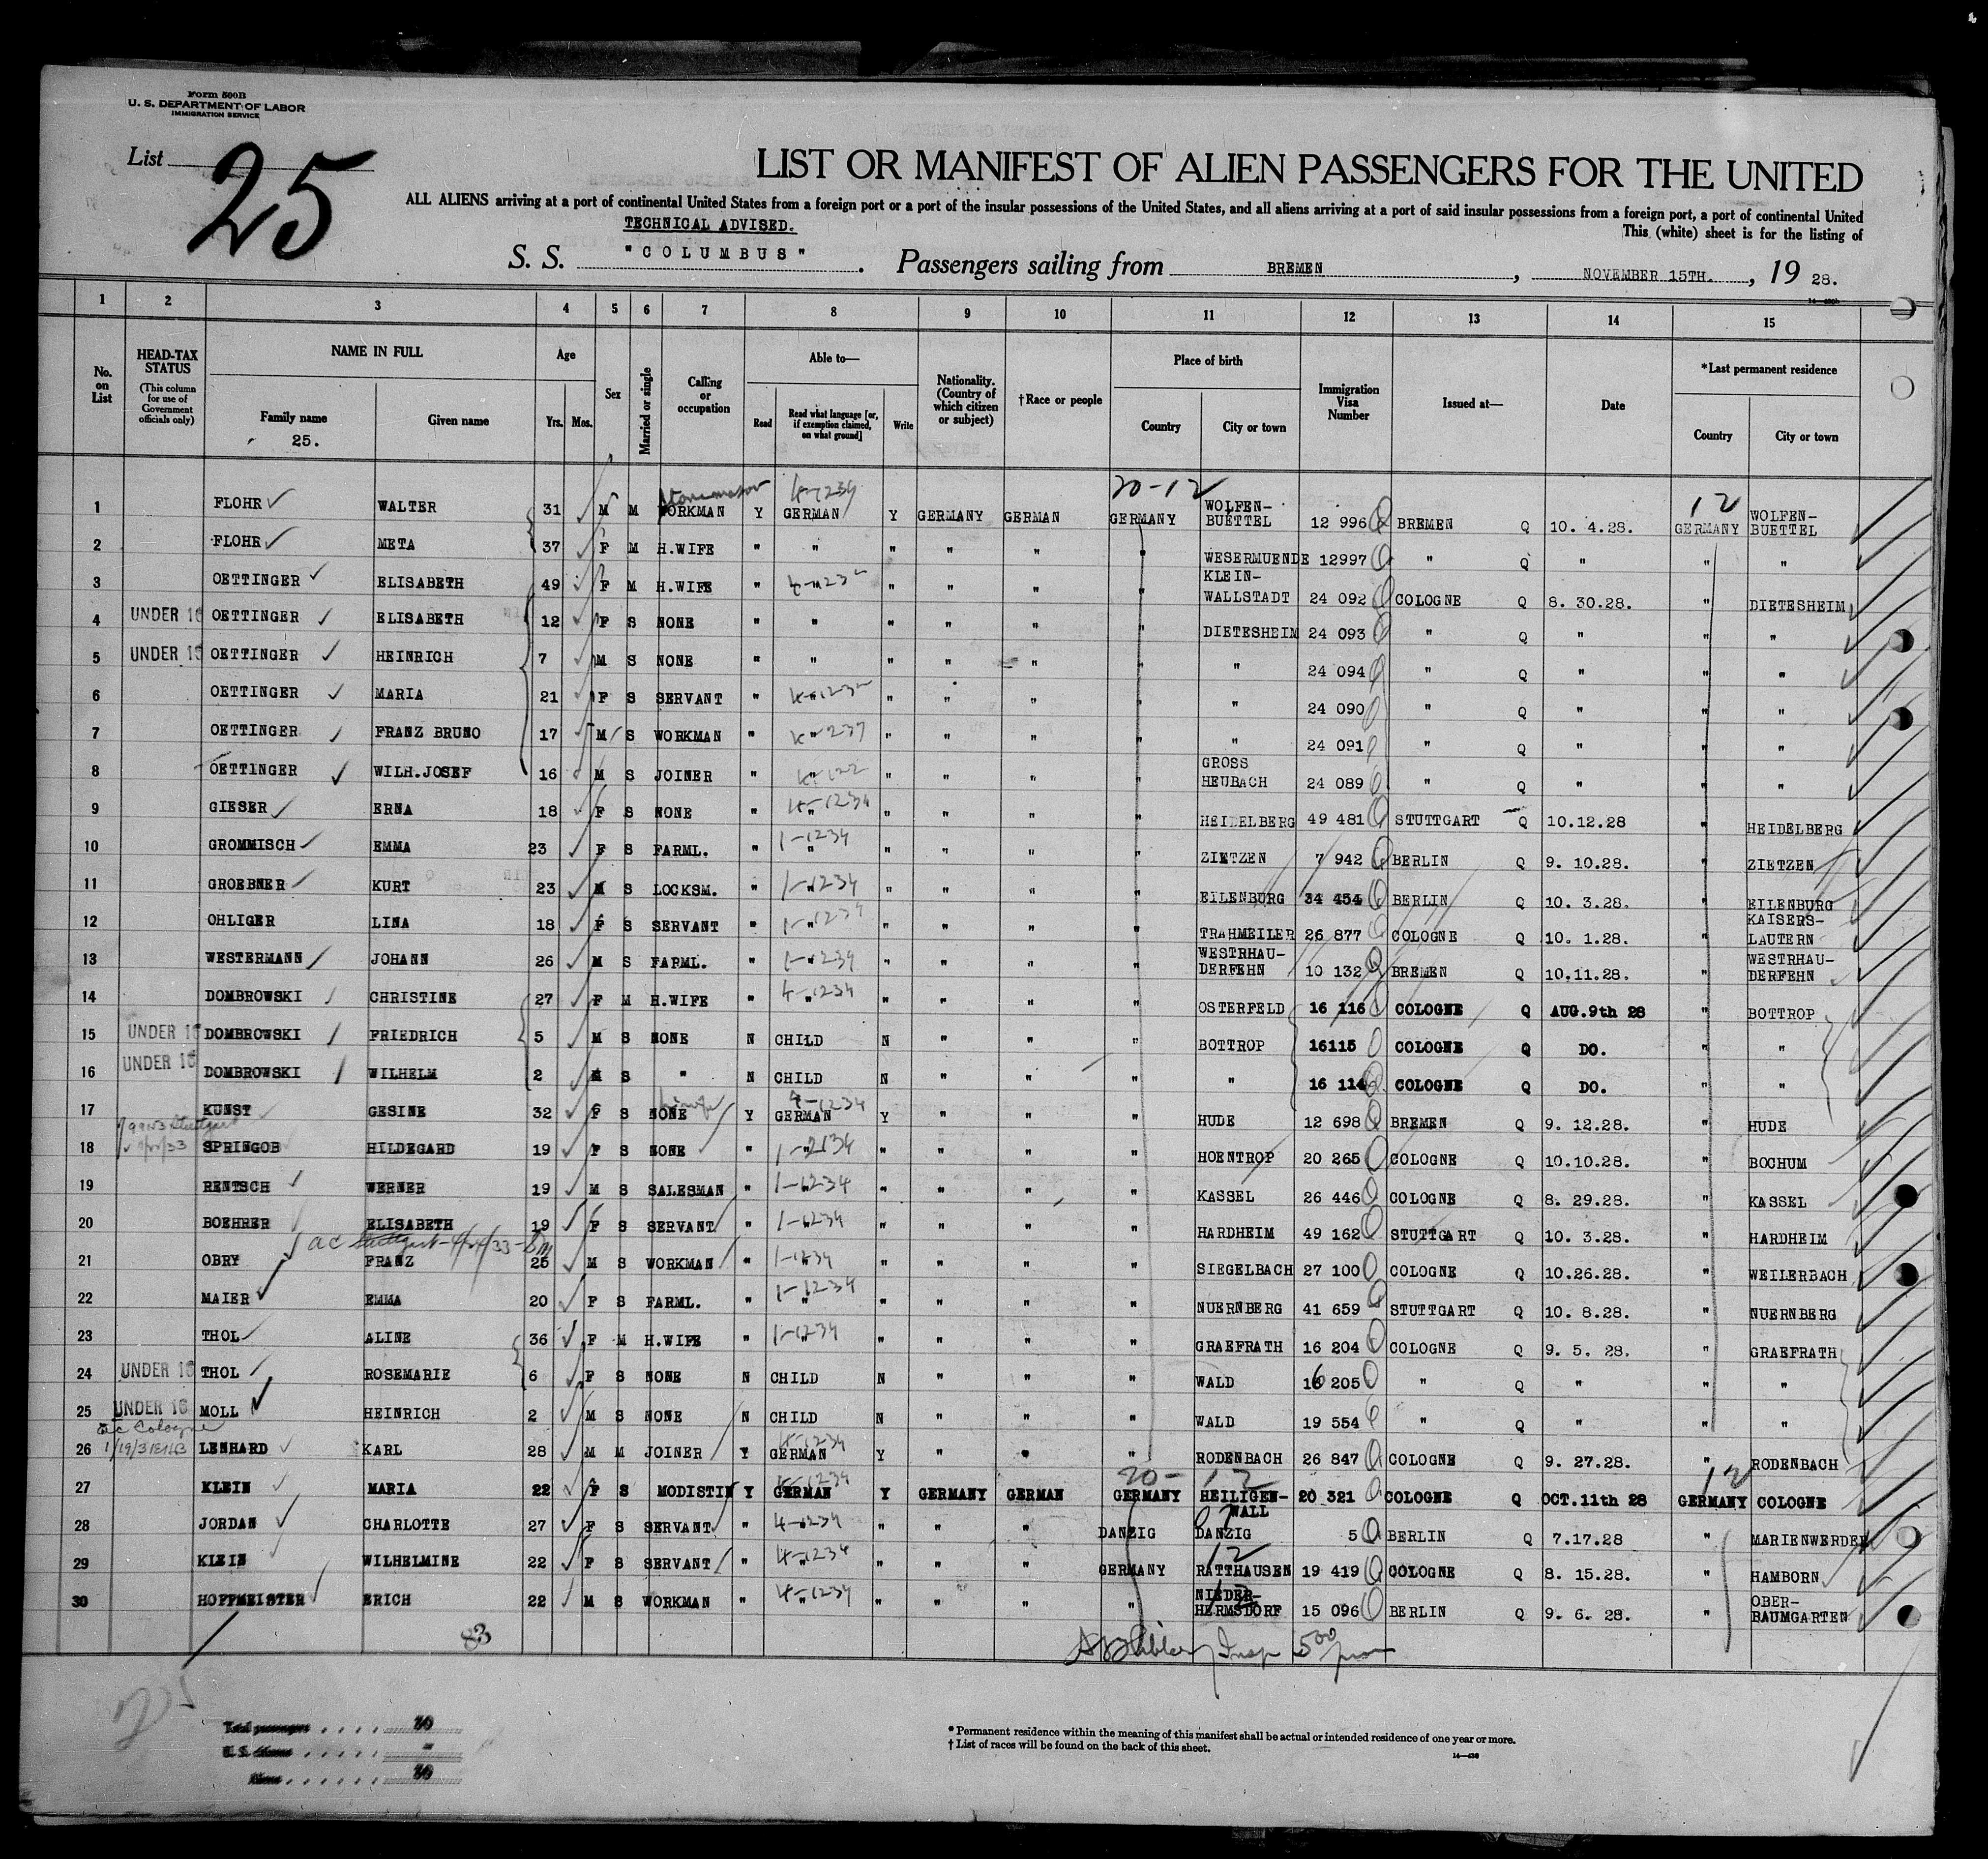 Form 500B
U. S. DEPARTMENT OF LABOR
IMMIGRATION SERVICE
List 25
LIST OR MANIFEST OF ALIEN PASSENGERS FOR THE UNITED
ALL ALIENS arriving at a port of continental United States from a foreign port or a port of the insular possessions of the United States, and all aliens arriving at a port of said insular possessions from a foreign port, a port of continental United
TECHNICAL ADVISED.
This (white) sheet is for the listing of
S. S. "COLUMBUS". Passengers sailing from BREMEN, NOVEMBER 15TH., 19 28.
1 2 3 4 5 6 7 8 9 10 11 12 13 14 15
No. on List
HEAD-TAX STATUS (This column for use of Government officials only)
NAME IN FULL
Family name
25.
Given name
Age
Yrs. Mos.
Sex
Married or single
Calling or occupation
Able to—
Read
Read what language [or, if exemption claimed, on what ground]
Write
Nationality. (Country of which citizen or subject)
†Race or people
Place of birth
Country
City or town
Immigration Visa Number
Issued at—
Date
*Last permanent residence
Country
City or town
1 FLOHR WALTER 31 M M WORKMAN Y GERMAN Y GERMANY GERMAN GERMANY WOLFEN-BUETTEL 12 996 BREMEN Q 10. 4.28. GERMANY WOLFEN-BUETTEL
2 FLOHR META 37 F M H.WIFE " " " " " " WESERMUENDE 12997 " Q " " "
3 OETTINGER ELISABETH 49 F M H.WIFE " " " " " " KLEIN-WALLSTADT 24 092 COLOGNE Q 8. 30.28. " DIETESHEIM
4 UNDER 16 OETTINGER ELISABETH 12 F S NONE " " " " " " DIETESHEIM 24 093 " Q " " "
5 UNDER 16 OETTINGER HEINRICH 7 M S NONE " " " " " " " 24 094 " Q " " "
6 OETTINGER MARIA 21 F S SERVANT " " " " " " " 24 090 " Q " " "
7 OETTINGER FRANZ BRUNO 17 M S WORKMAN " " " " " " " 24 091 " Q " " "
8 OETTINGER WILH.JOSEF 16 M S JOINER " " " " " " GROSS HEUBACH 24 089 " Q " " "
9 GIESER ERNA 18 F S NONE " " " " " " HEIDELBERG 49 481 STUTTGART Q 10.12.28 " HEIDELBERG
10 GROMMISCH EMMA 23 F S FARML. " " " " " " ZIETZEN 7 942 BERLIN Q 9. 10.28. " ZIETZEN
11 GROEBNER KURT 23 M S LOCKSM. " " " " " " EILENBURG 34 454 BERLIN Q 10. 3.28. " EILENBURG
12 OHLIGER LINA 18 F S SERVANT " " " " " " TRAHMEILER 26 877 COLOGNE Q 10. 1.28. " KAISERS-LAUTERN
13 WESTERMANN JOHANN 26 M S FARML. " " " " " " WESTRHAU-DERFEHN 10 132 BREMEN Q 10.11.28. " WESTRHAU-DERFEHN
14 DOMBROWSKI CHRISTINE 27 F M H.WIFE " " " " " " OSTERFELD 16 116 COLOGNE Q AUG.9th 28 " BOTTROP
15 UNDER 16 DOMBROWSKI FRIEDRICH 5 M S NONE N CHILD N " " " BOTTROP 16115 COLOGNE Q DO. " "
16 UNDER 16 DOMBROWSKI WILHELM 2 M S " N CHILD N " " " " 16 114 COLOGNE Q DO. " "
17 KUNST GESINE 32 F S NONE Y GERMAN Y " " " HUDE 12 698 BREMEN Q 9. 12.28. " HUDE
18 SPRINGOB HILDEGARD 19 F S NONE " " " " " " HOENTROP 20 265 COLOGNE Q 10.10.28. " BOCHUM
19 RENTSCH WERNER 19 M S SALESMAN " " " " " " KASSEL 26 446 COLOGNE Q 8. 29.28. " KASSEL
20 BOEHRER ELISABETH 19 F S SERVANT " " " " " " HARDHEIM 49 162 STUTTGART Q 10. 3.28. " HARDHEIM
21 OBRY FRANZ 25 M S WORKMAN " " " " " " SIEGELBACH 27 100 COLOGNE Q 10.26.28. " WEILERBACH
22 MAIER EMMA 20 F S FARML. " " " " " " NUERNBERG 41 659 STUTTGART Q 10. 8.28. " NUERNBERG
23 THOL ALINE 36 F M H.WIFE " " " " " " GRAEFRATH 16 204 COLOGNE Q 9. 5. 28. " GRAEFRATH
24 UNDER 16 THOL ROSEMARIE 6 F S NONE N CHILD N " " " WALD 16 205 " Q " " "
25 UNDER 16 MOLL HEINRICH 2 M S NONE N CHILD N " " " WALD 19 554 " Q " " "
26 LENHARD KARL 28 M M JOINER Y GERMAN Y " " " RODENBACH 26 847 COLOGNE Q 9. 27.28. " RODENBACH
27 KLEIN MARIA 22 F S MODISTIN Y GERMAN Y GERMANY GERMAN GERMANY HEILIGEN-WALL 20 321 COLOGNE Q OCT.11th 28 GERMANY COLOGNE
28 JORDAN CHARLOTTE 27 F S SERVANT " " " " " DANZIG DANZIG 5 BERLIN Q 7.17.28 " MARIENWERDER
29 KLEIN WILHELMINE 22 F S SERVANT " " " " " GERMANY RATTHAUSEN 19 419 COLOGNE Q 8. 15.28. " HAMBORN
30 HOFFMEISTER ERICH 22 M S WORKMAN " " " " " " NIEDER-HERMSDORF 15 096 BERLIN Q 9. 6. 28. " OBER-BAUMGARTEN
83
Total passengers . . . . 30
U. S. citizens . . . . . -
Aliens . . . . . . 30
* Permanent residence within the meaning of this manifest shall be actual or intended residence of one year or more.
† List of races will be found on the back of this sheet.